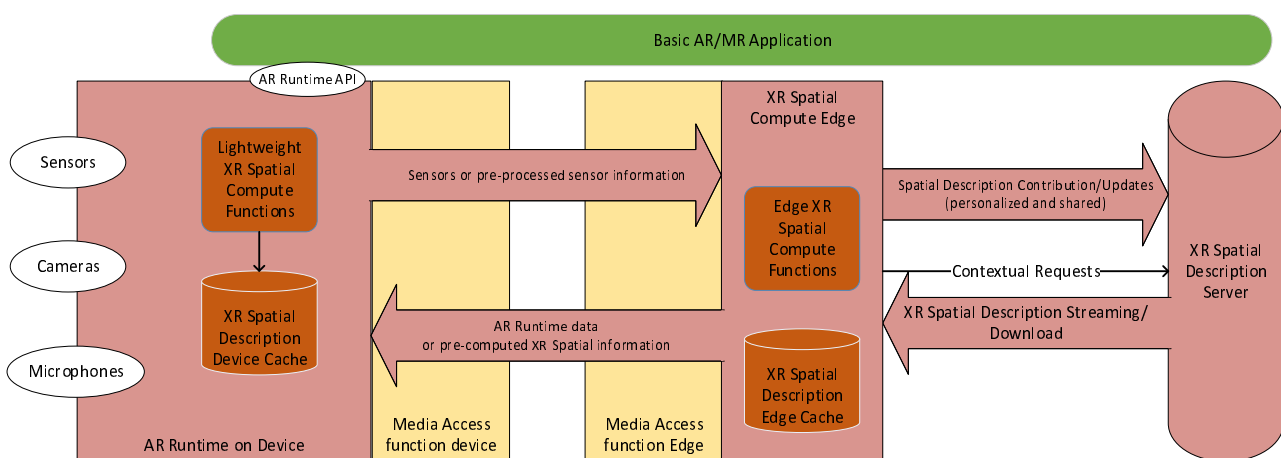 Basic AR/MR Application
AR Runtime API
Sensors
Cameras
Microphones
Lightweight
XR Spatial
Compute
Functions
XR Spatial
Description
Device Cache
AR Runtime on Device
Media Access
function device
Sensors or pre-processed sensor information
AR Runtime data
or pre-computed XR Spatial information
Media Access
function Edge
XR Spatial
Compute Edge
Edge XR
Spatial
Compute
Functions
XR Spatial
Description
Edge Cache
Spatial Description Contribution/Updates
(personalized and shared)
Contextual Requests
XR Spatial Description Streaming/
Download
XR Spatial
Description
Server